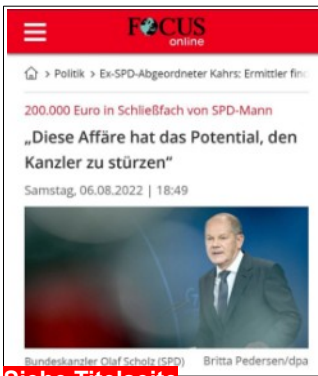 FOCUS
online
Politik > Ex-SPD-Abgeordneter Kahrs: Ermittler fin
200.000 Euro in Schließfach von SPD-Mann
„Diese Affäre hat das Potential, den
Kanzler zu stürzen“
Samstag, 06.08.2022 | 18:49
Bundeskanzler Olaf Scholz (SPD) Britta Pedersen/dpa
Siehe Titelseite